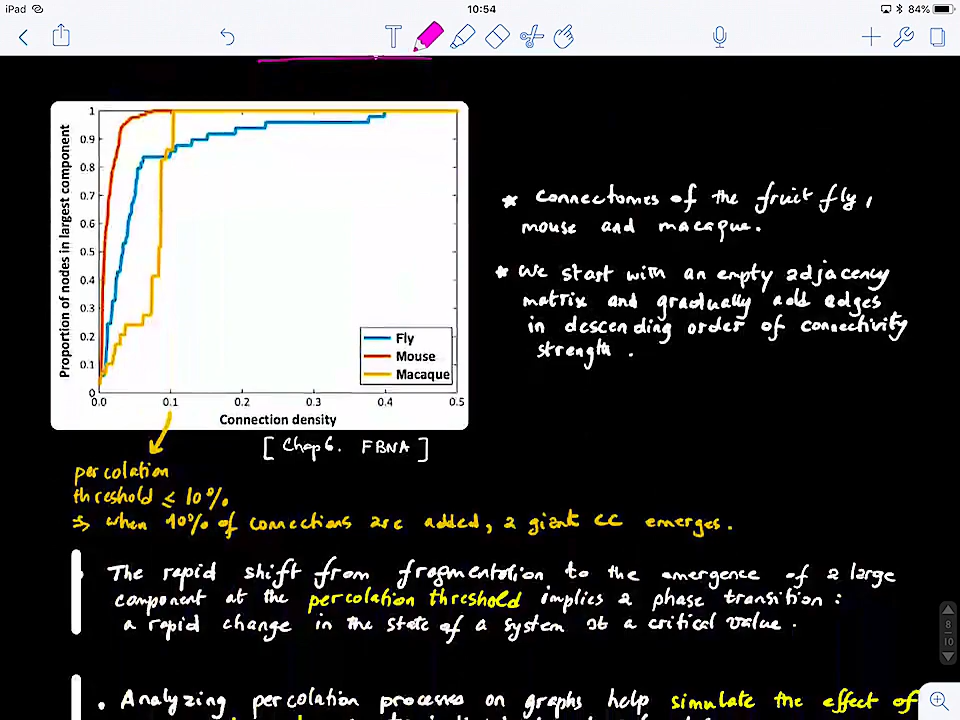 iPad
10:54
84%
T
1
0.9
0.8
0.7
0.6
0.5
0.4
0.3
0.2
0.1
0
Proportion of nodes in largest component
0.0 0.1 0.2 0.3 0.4 0.5
Connection density
Fly
Mouse
Macaque
[ Chap 6. FBNA ]
* Connectomes of the fruit fly,
mouse and macaque.
* We start with an empty adjacency
matrix and gradually add edges
in descending order of connectivity
strength.
percolation
threshold ≤ 10%
⇒ when 10% of connections are added, a giant CC emerges.
. The rapid shift from fragmentation to the emergence of a large
component at the percolation threshold implies a phase transition:
a rapid change in the state of a system at a critical value.
. Analyzing percolation processes on graphs help simulate the effect of
8
10